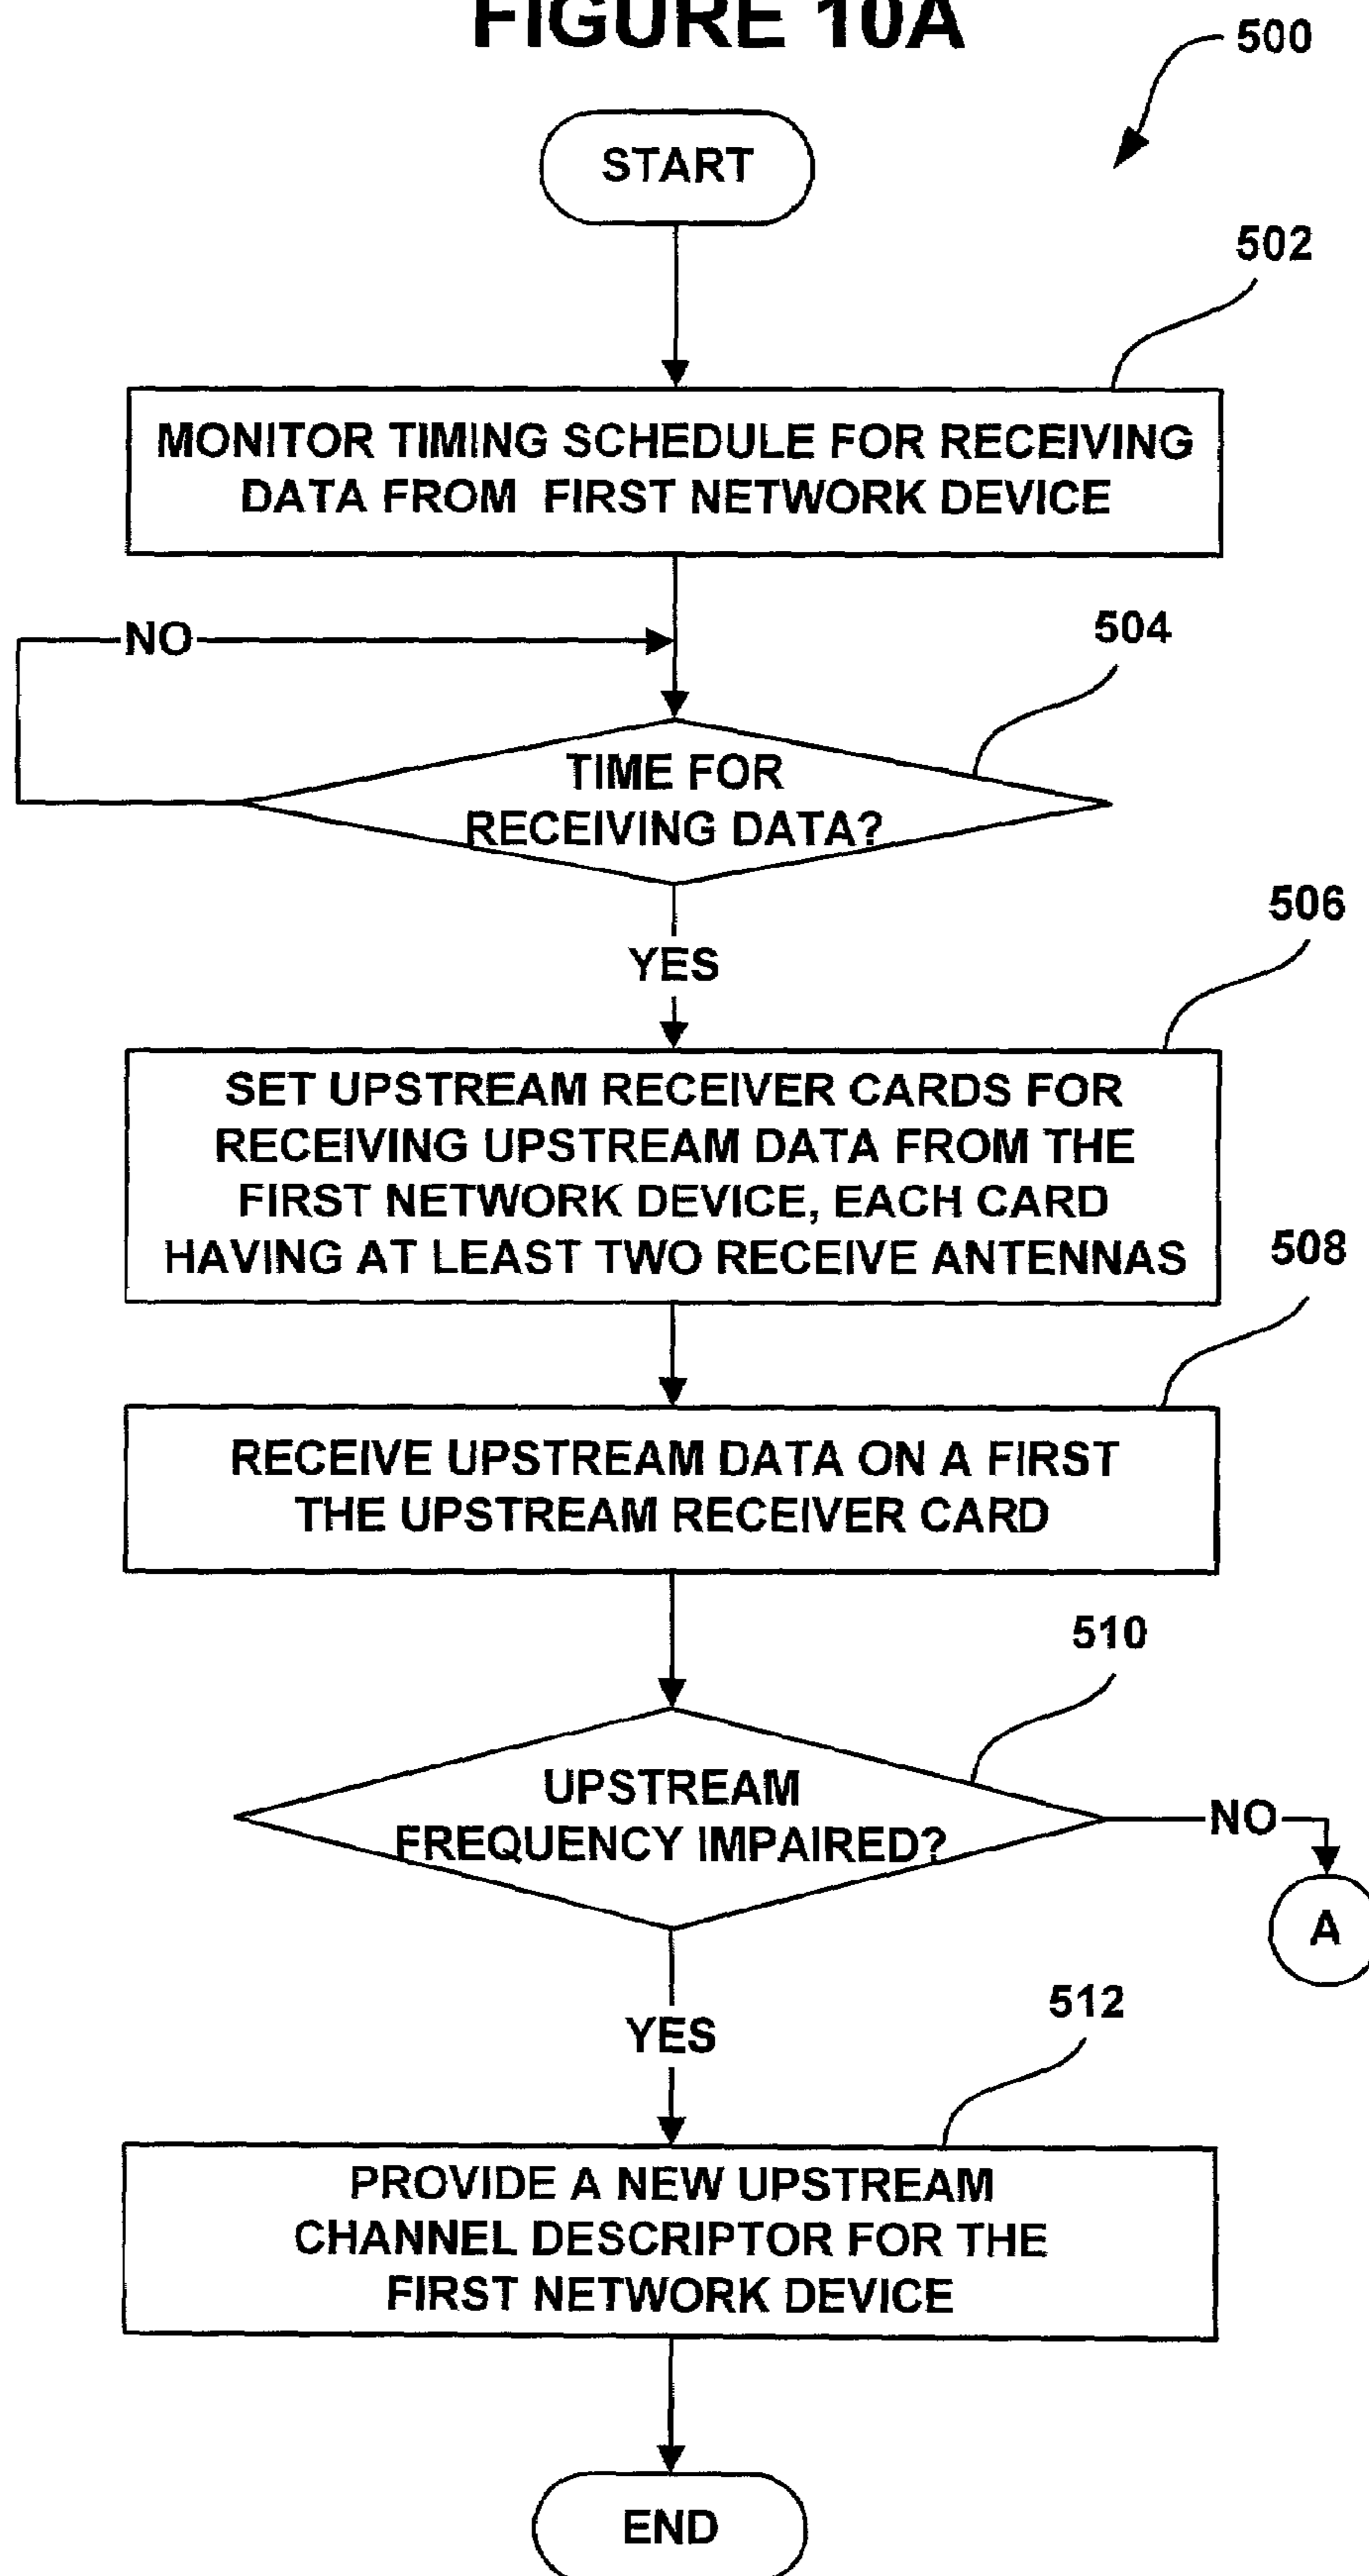 FIGURE 10A
500
START
502
MONITOR TIMING SCHEDULE FOR RECEIVING
DATA FROM FIRST NETWORK DEVICE
NO
504
TIME FOR
RECEIVING DATA?
YES
506
SET UPSTREAM RECEIVER CARDS FOR
RECEIVING UPSTREAM DATA FROM THE
FIRST NETWORK DEVICE, EACH CARD
HAVING AT LEAST TWO RECEIVE ANTENNAS
508
RECEIVE UPSTREAM DATA ON A FIRST
THE UPSTREAM RECEIVER CARD
510
UPSTREAM
FREQUENCY IMPAIRED?
NO
A
YES
512
PROVIDE A NEW UPSTREAM
CHANNEL DESCRIPTOR FOR THE
FIRST NETWORK DEVICE
END